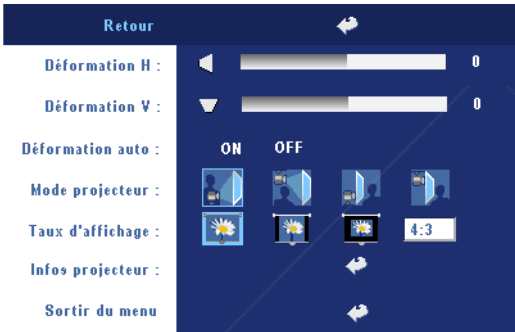 Retour
Déformation H : 0
Déformation V : 0
Déformation auto : ON OFF
Mode projecteur :
Taux d'affichage : 4:3
Infos projecteur :
Sortir du menu